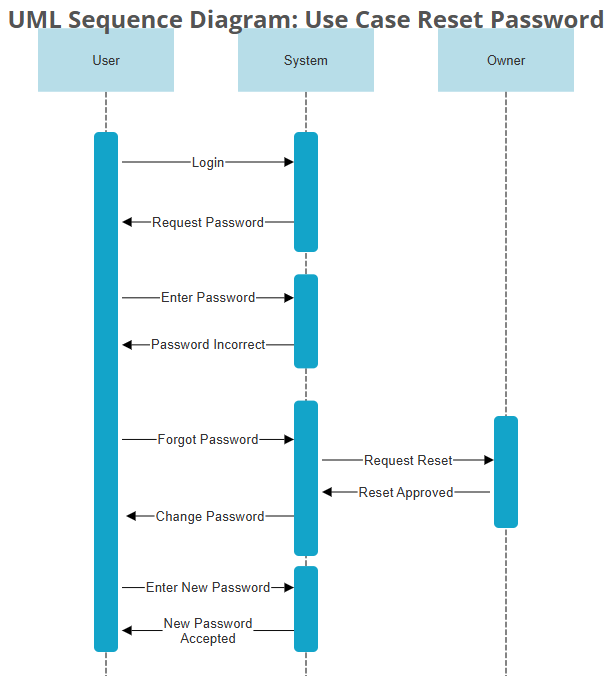 UML Sequence Diagram: Use Case Reset Password
User
System
Owner
Login
Request Password
Enter Password
Password Incorrect
Forgot Password
Request Reset
Reset Approved
Change Password
Enter New Password
New Password
Accepted